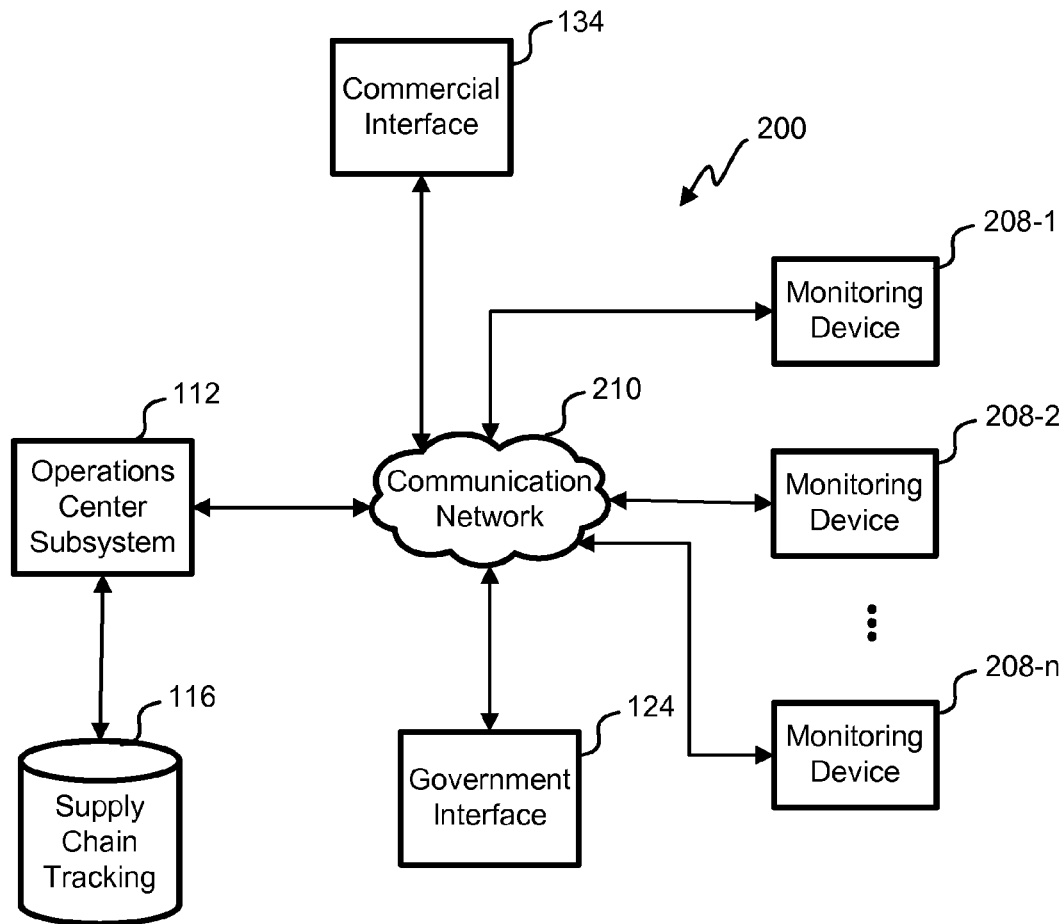 134
Commercial
Interface
200
208-1
Monitoring
Device
210
Communication
Network
112
Operations
Center
Subsystem
208-2
Monitoring
Device
116
Supply
Chain
Tracking
124
Government
Interface
208-n
Monitoring
Device